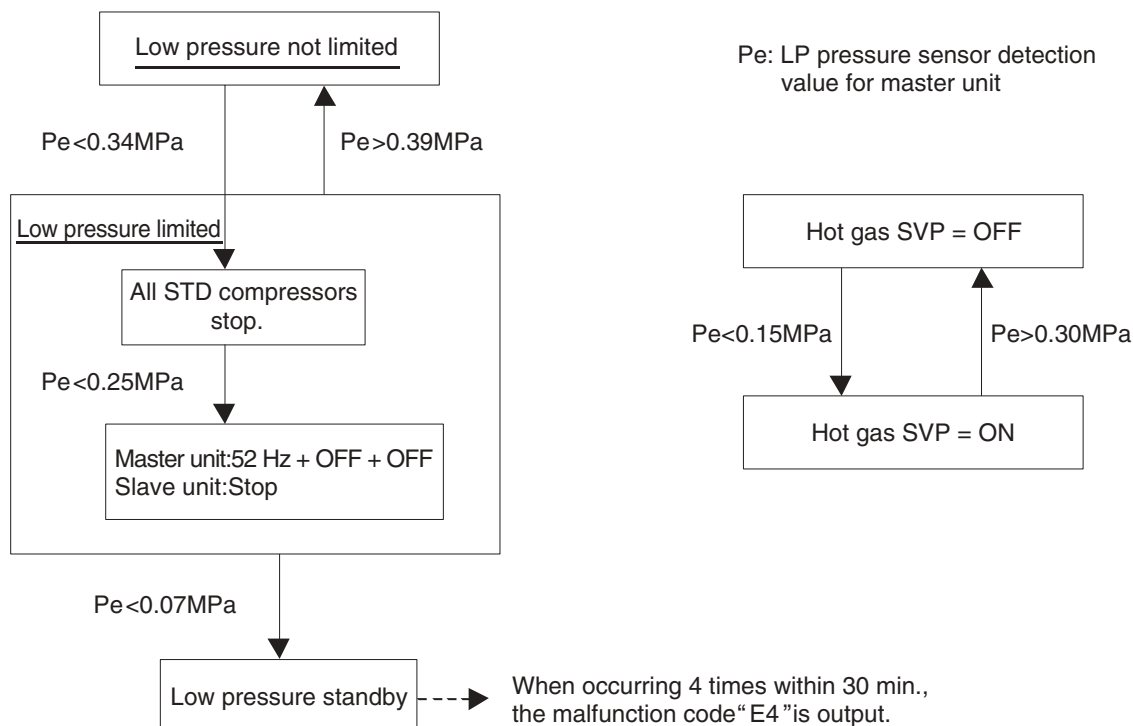 Low pressure not limited
Pe: LP pressure sensor detection
value for master unit
Pe<0.34MPa
Pe>0.39MPa
Low pressure limited
All STD compressors
stop.
Pe<0.25MPa
Master unit:52 Hz + OFF + OFF
Slave unit:Stop
Pe<0.07MPa
Low pressure standby
When occurring 4 times within 30 min.,
the malfunction code“E4”is output.
Hot gas SVP = OFF
Pe<0.15MPa
Pe>0.30MPa
Hot gas SVP = ON